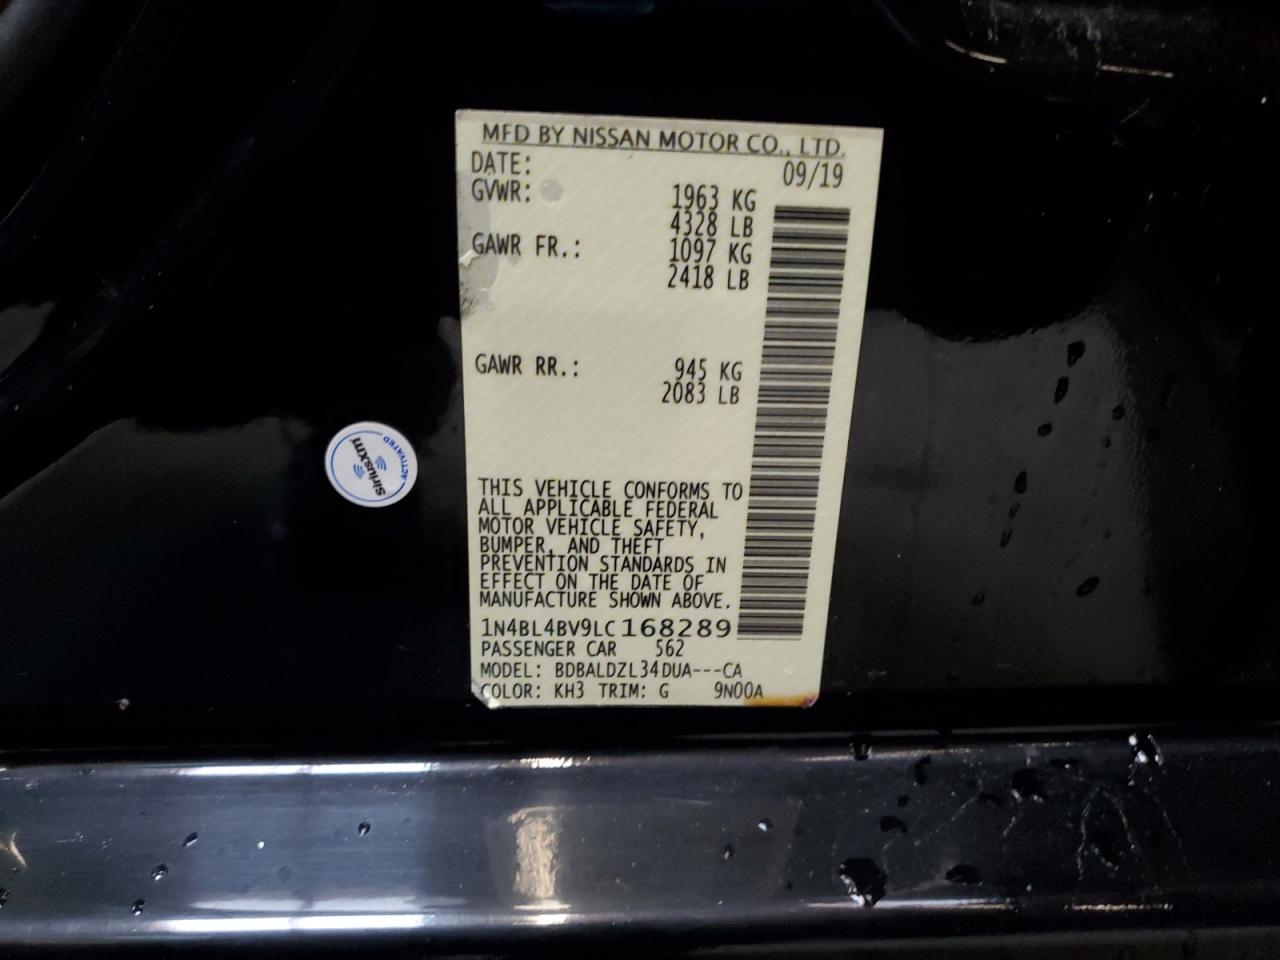 MFD BY NISSAN MOTOR CO., LTD.
DATE: 09/19
GVWR: 1963 KG
4328 LB
GAWR FR.: 1097 KG
2418 LB
GAWR RR.: 945 KG
2083 LB
THIS VEHICLE CONFORMS TO
ALL APPLICABLE FEDERAL
MOTOR VEHICLE SAFETY,
BUMPER, AND THEFT
PREVENTION STANDARDS IN
EFFECT ON THE DATE OF
MANUFACTURE SHOWN ABOVE.
1N4BL4BV9LC168289
PASSENGER CAR 562
MODEL: BDBALDZL34DUA---CA
COLOR: KH3 TRIM: G 9N00A
ACTIVATED
siriusxm